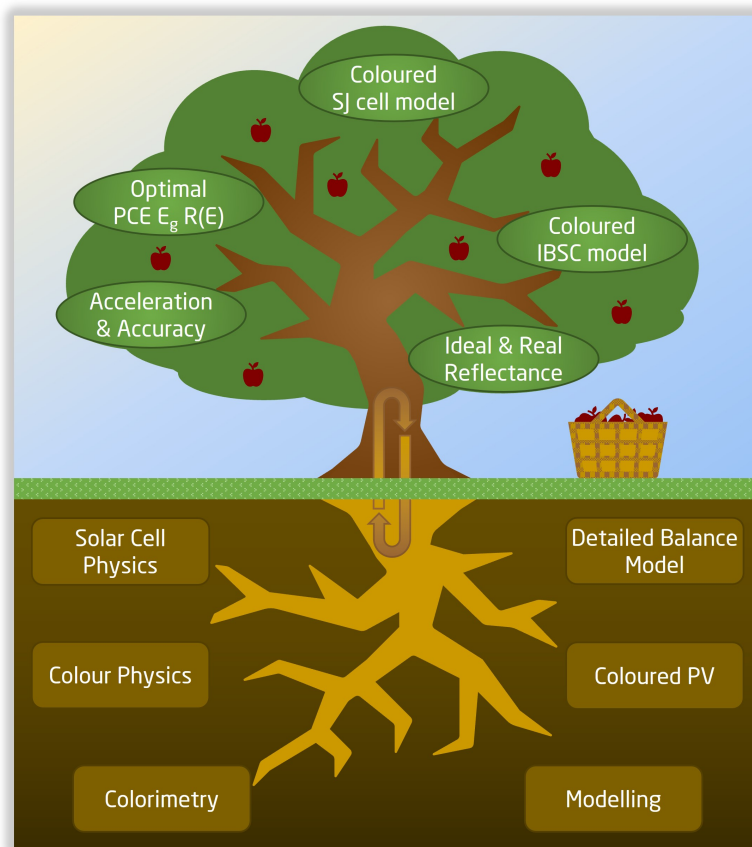 Coloured
SJ cell model
Optimal
PCE E₉ R(E)
Coloured
IBSC model
Acceleration
& Accuracy
Ideal & Real
Reflectance
Solar Cell
Physics
Detailed Balance
Model
Colour Physics
Coloured PV
Colorimetry
Modelling